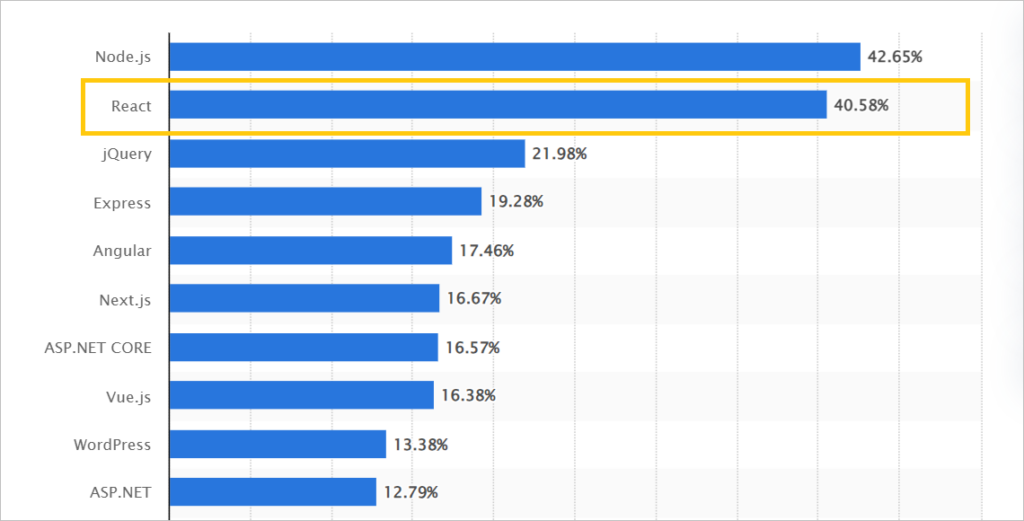 Node.js 42.65%
React 40.58%
jQuery 21.98%
Express 19.28%
Angular 17.46%
Next.js 16.67%
ASP.NET CORE 16.57%
Vue.js 16.38%
WordPress 13.38%
ASP.NET 12.79%